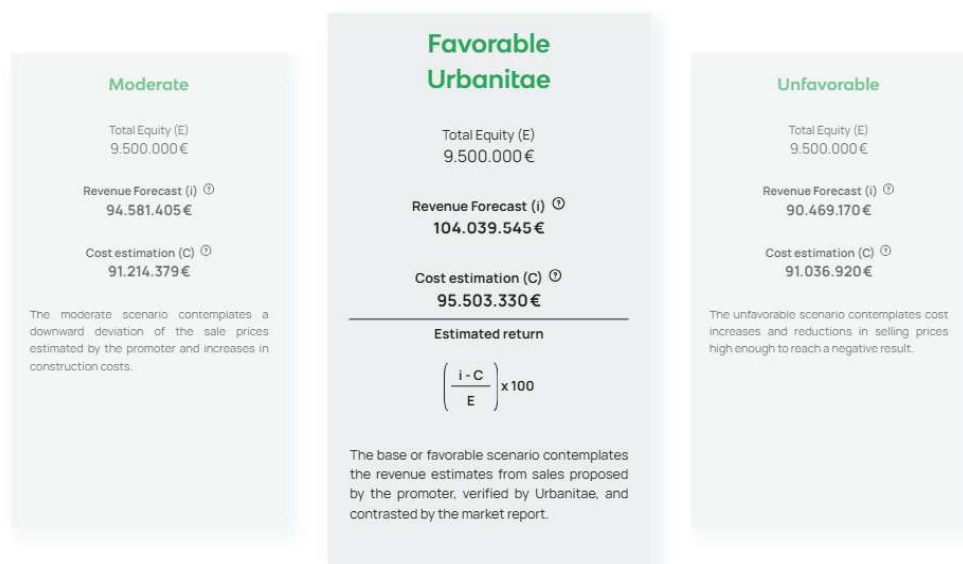 Moderate
Total Equity (E)
9.500.000€
Revenue Forecast (i) ?
94.581.405€
Cost estimation (C) ?
91.214.379€
The moderate scenario contemplates a
downward deviation of the sale prices
estimated by the promoter and increases in
construction costs.
Favorable
Urbanitae
Total Equity (E)
9.500.000€
Revenue Forecast (i) ?
104.039.545€
Cost estimation (C) ?
95.503.330€
Estimated return
( i - C / E ) x 100
The base or favorable scenario contemplates
the revenue estimates from sales proposed
by the promoter, verified by Urbanitae, and
contrasted by the market report.
Unfavorable
Total Equity (E)
9.500.000€
Revenue Forecast (i) ?
90.469.170€
Cost estimation (C) ?
91.036.920€
The unfavorable scenario contemplates cost
increases and reductions in selling prices
high enough to reach a negative result.